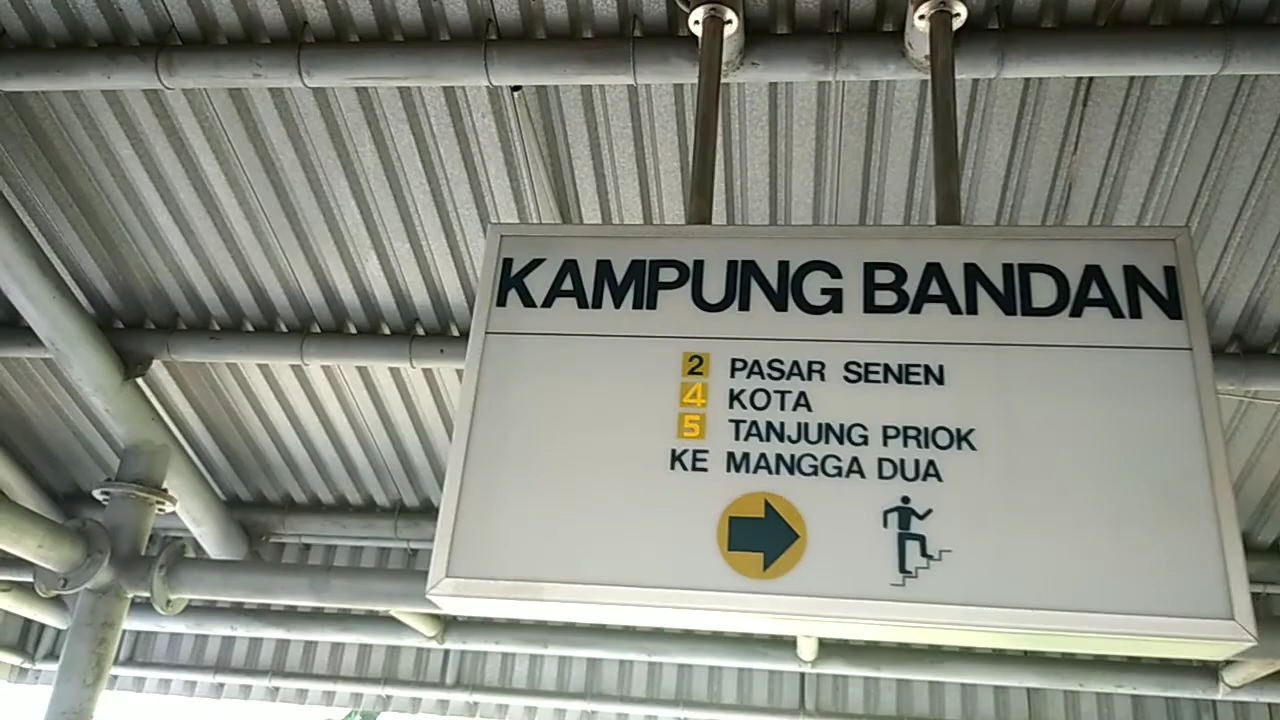 KAMPUNG BANDAN
2 PASAR SENEN
4 KOTA
5 TANJUNG PRIOK
KE MANGGA DUA